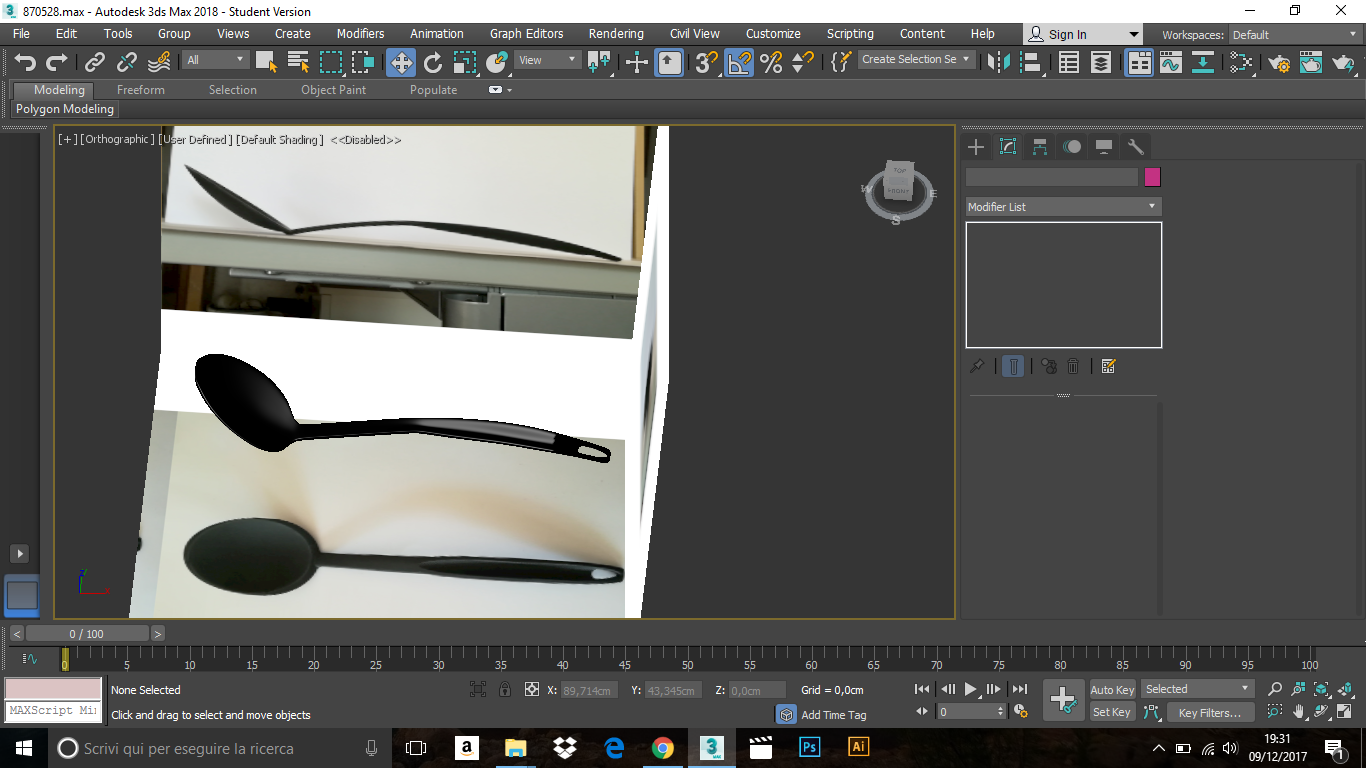 870528.max - Autodesk 3ds Max 2018 - Student Version
File Edit Tools Group Views Create Modifiers Animation Graph Editors Rendering Civil View Customize Scripting Content Help Sign In Workspaces: Default
All View 3 Create Selection Se
Modeling Freeform Selection Object Paint Populate
Polygon Modeling
[+] [Orthographic] [User Defined] [Default Shading] <<Disabled>>
TOP
W FRONT E
S
Modifier List
z
< 0 / 100 >
0 5 10 15 20 25 30 35 40 45 50 55 60 65 70 75 80 85 90 95 100
None Selected X: 89,714cm Y: 43,345cm Z: 0,0cm Grid = 0,0cm Auto Key Selected
MAXScript Mi
Click and drag to select and move objects Add Time Tag 0 Set Key Key Filters...
Scrivi qui per eseguire la ricerca
a 3 MAX Ps Ai
19:31
09/12/2017
1